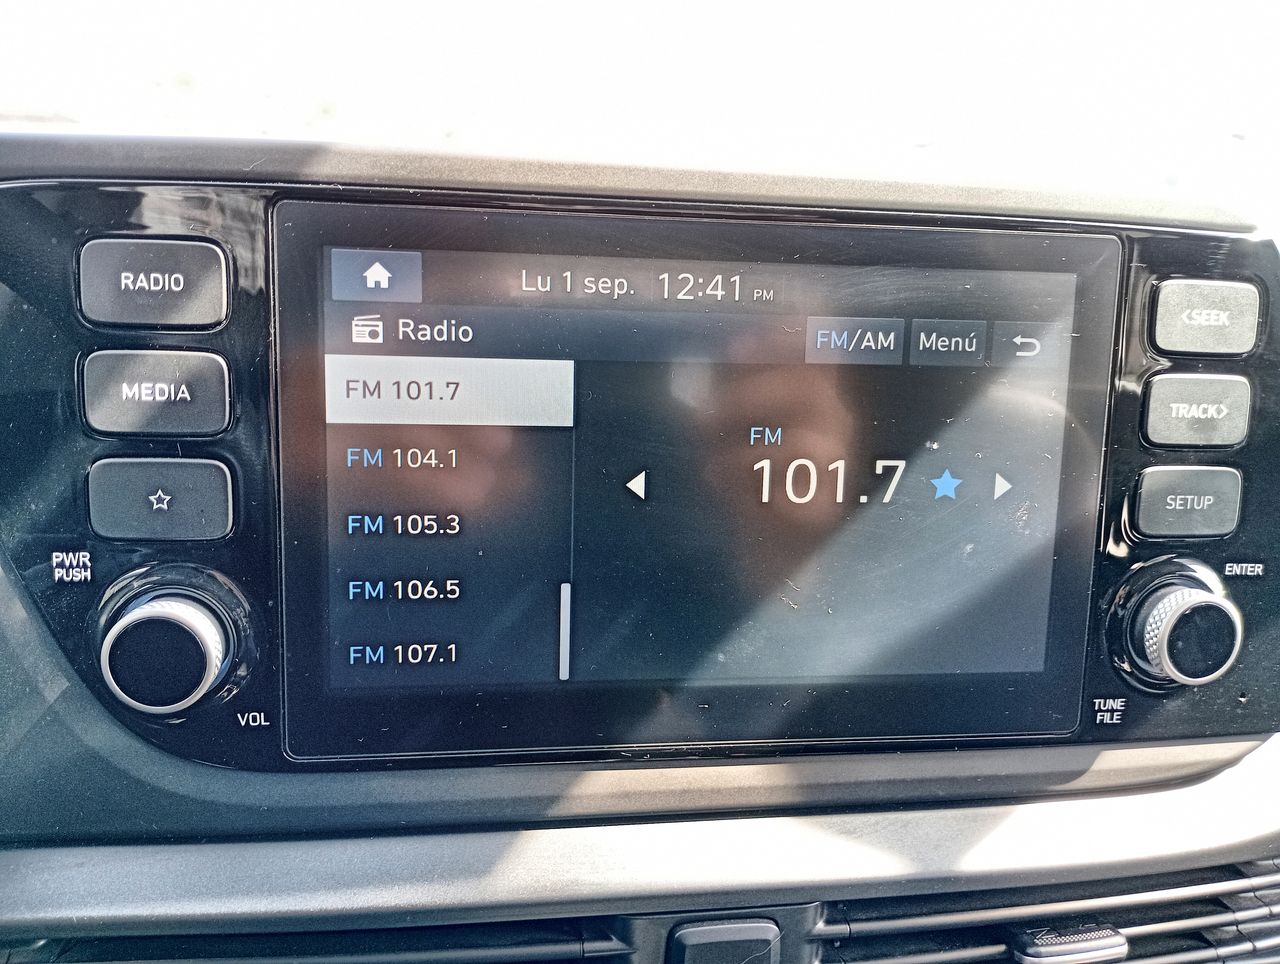 RADIO
MEDIA
PWR
PUSH
VOL
Lu 1 sep. 12:41 PM
Radio
FM/AM Menú
FM 101.7
FM 104.1
FM 105.3
FM 106.5
FM 107.1
FM
101.7
<SEEK
TRACK>
SETUP
ENTER
TUNE
FILE